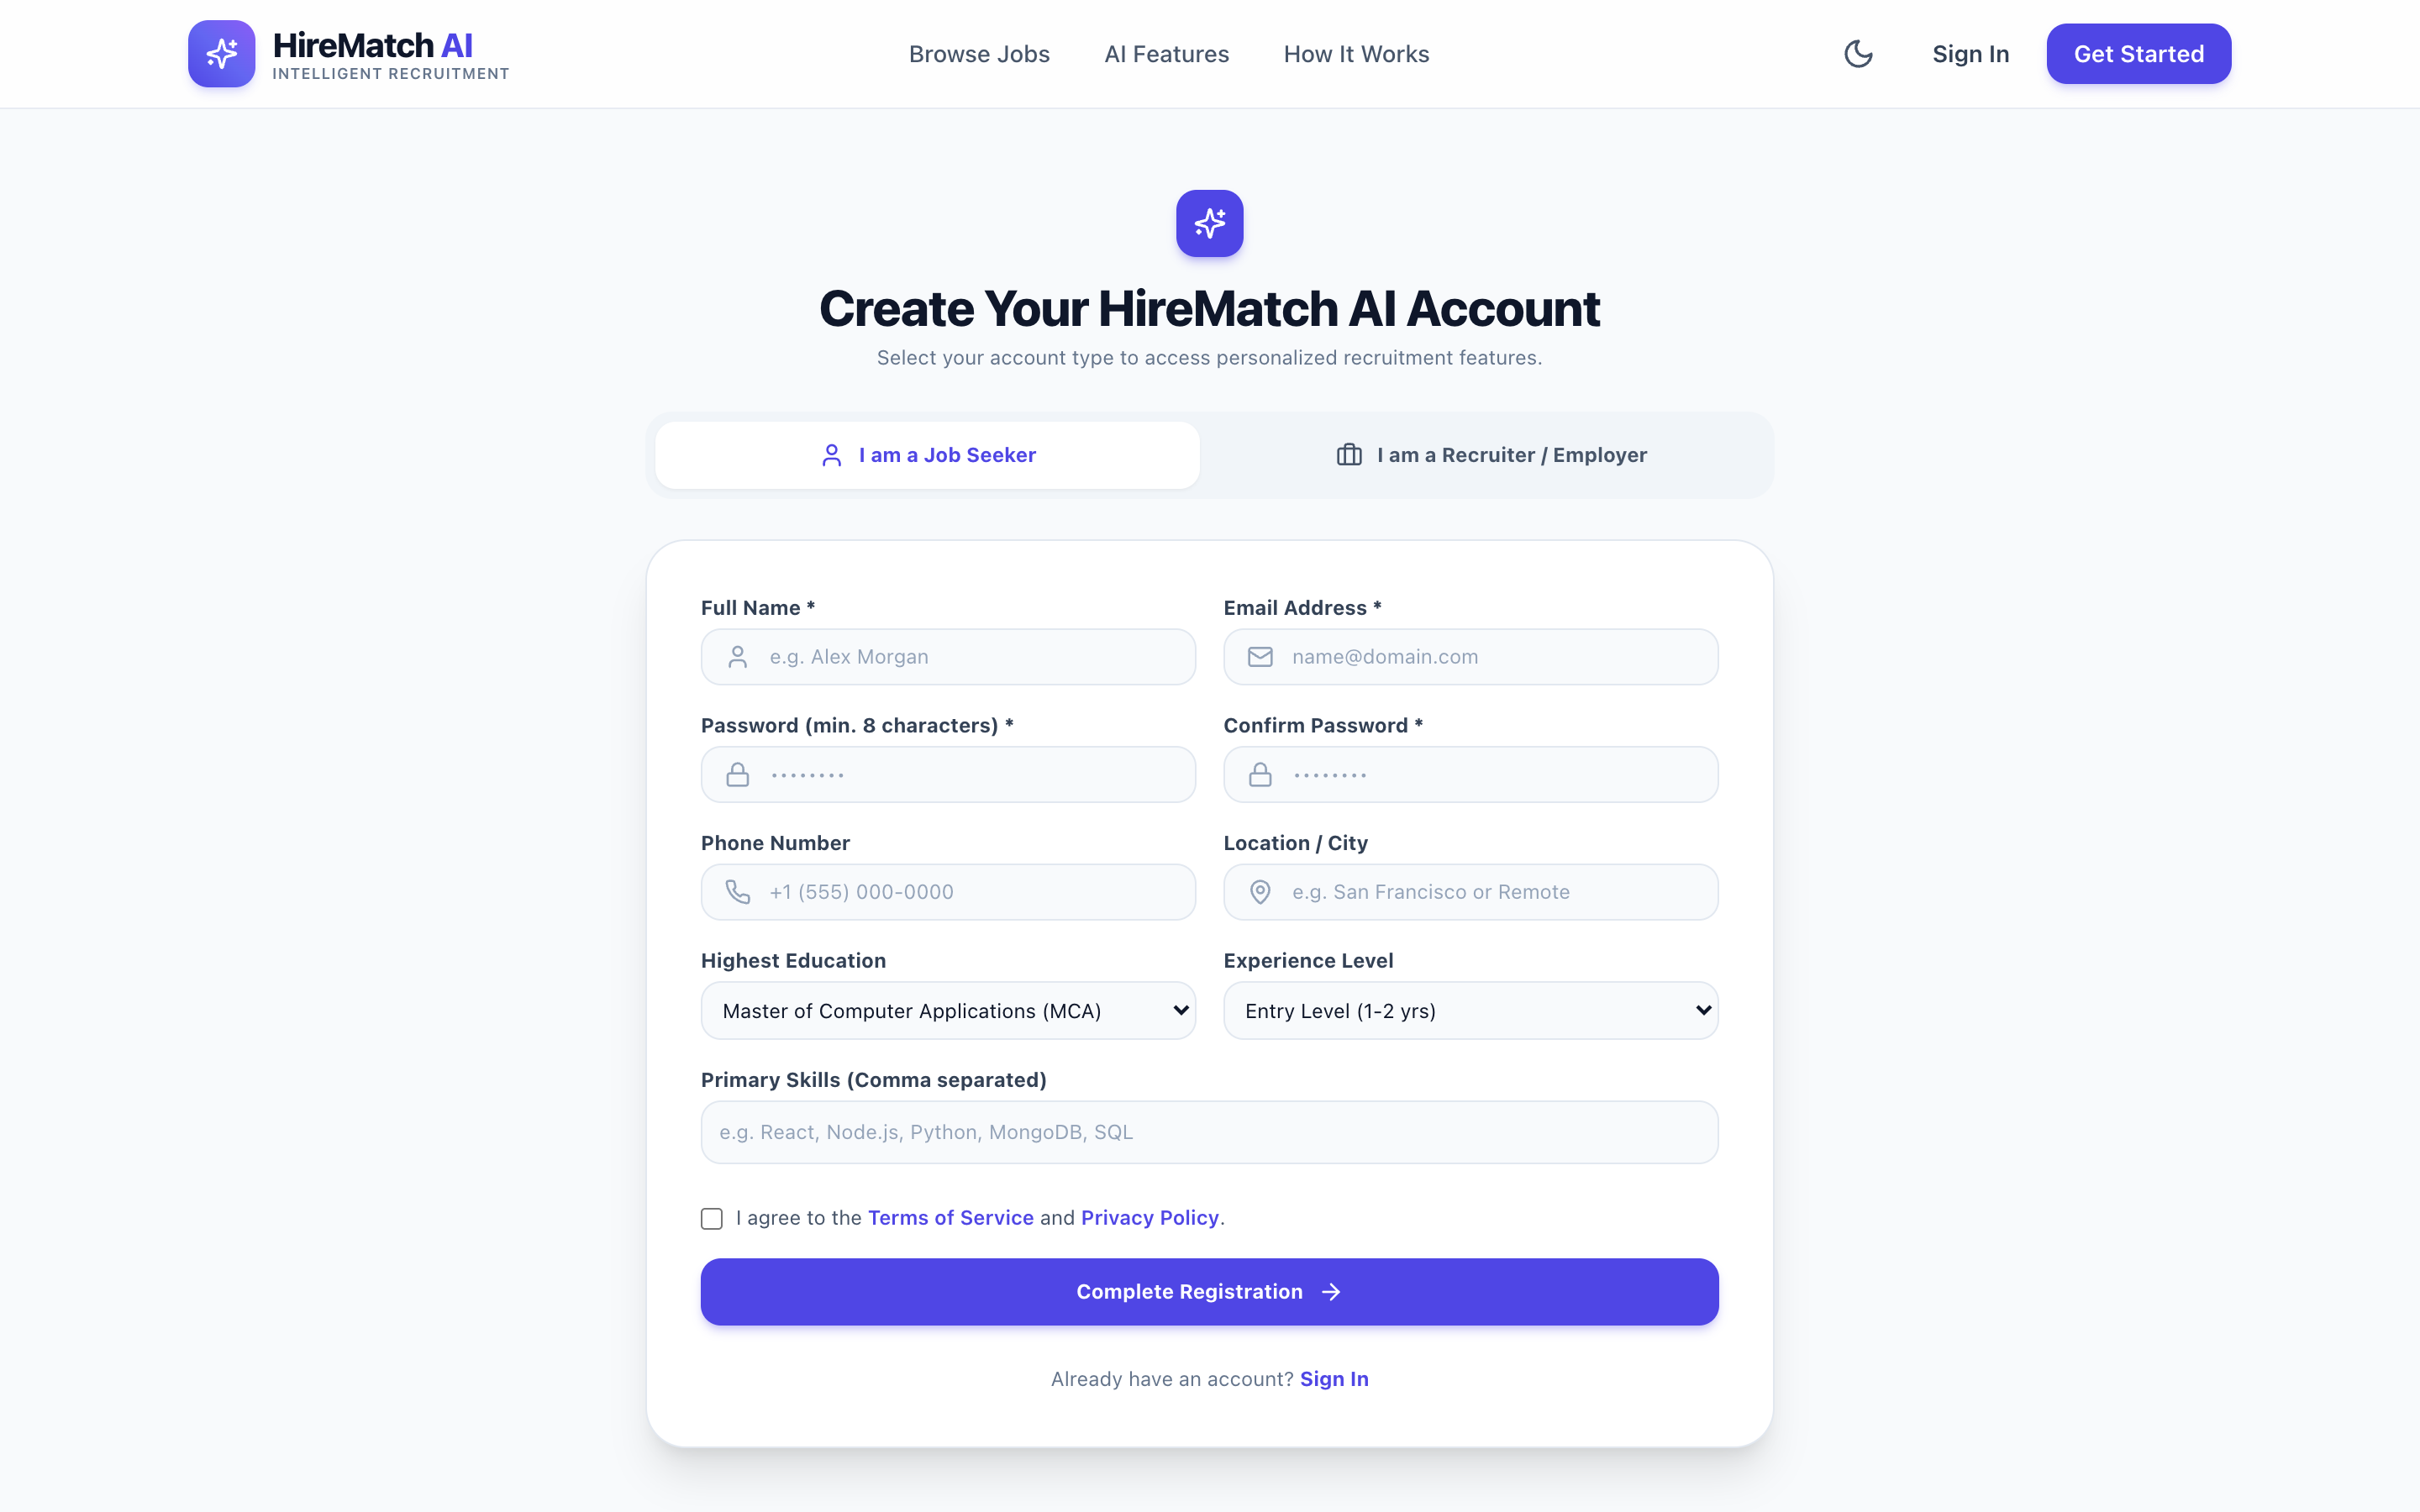 HireMatch AI
INTELLIGENT RECRUITMENT
Browse Jobs
AI Features
How It Works
Sign In
Get Started
Create Your HireMatch AI Account
Select your account type to access personalized recruitment features.
I am a Job Seeker
I am a Recruiter / Employer
Full Name *
Email Address *
e.g. Alex Morgan
name@domain.com
Password (min. 8 characters) *
Confirm Password *
••••••••
••••••••
Phone Number
Location / City
+1 (555) 000-0000
e.g. San Francisco or Remote
Highest Education
Experience Level
Master of Computer Applications (MCA)
Entry Level (1-2 yrs)
Primary Skills (Comma separated)
e.g. React, Node.js, Python, MongoDB, SQL
I agree to the Terms of Service and Privacy Policy.
Complete Registration
Already have an account? Sign In